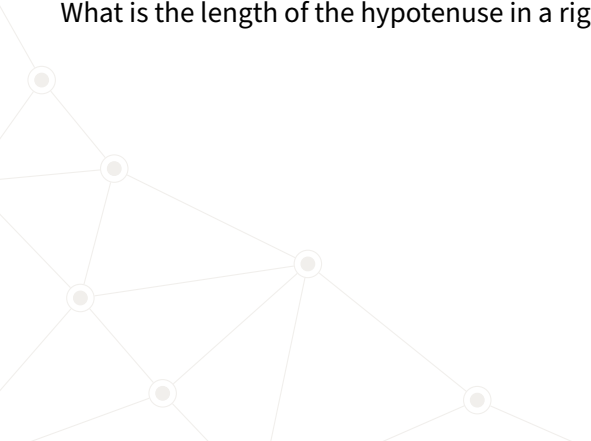 What is the length of the hypotenuse in a rig